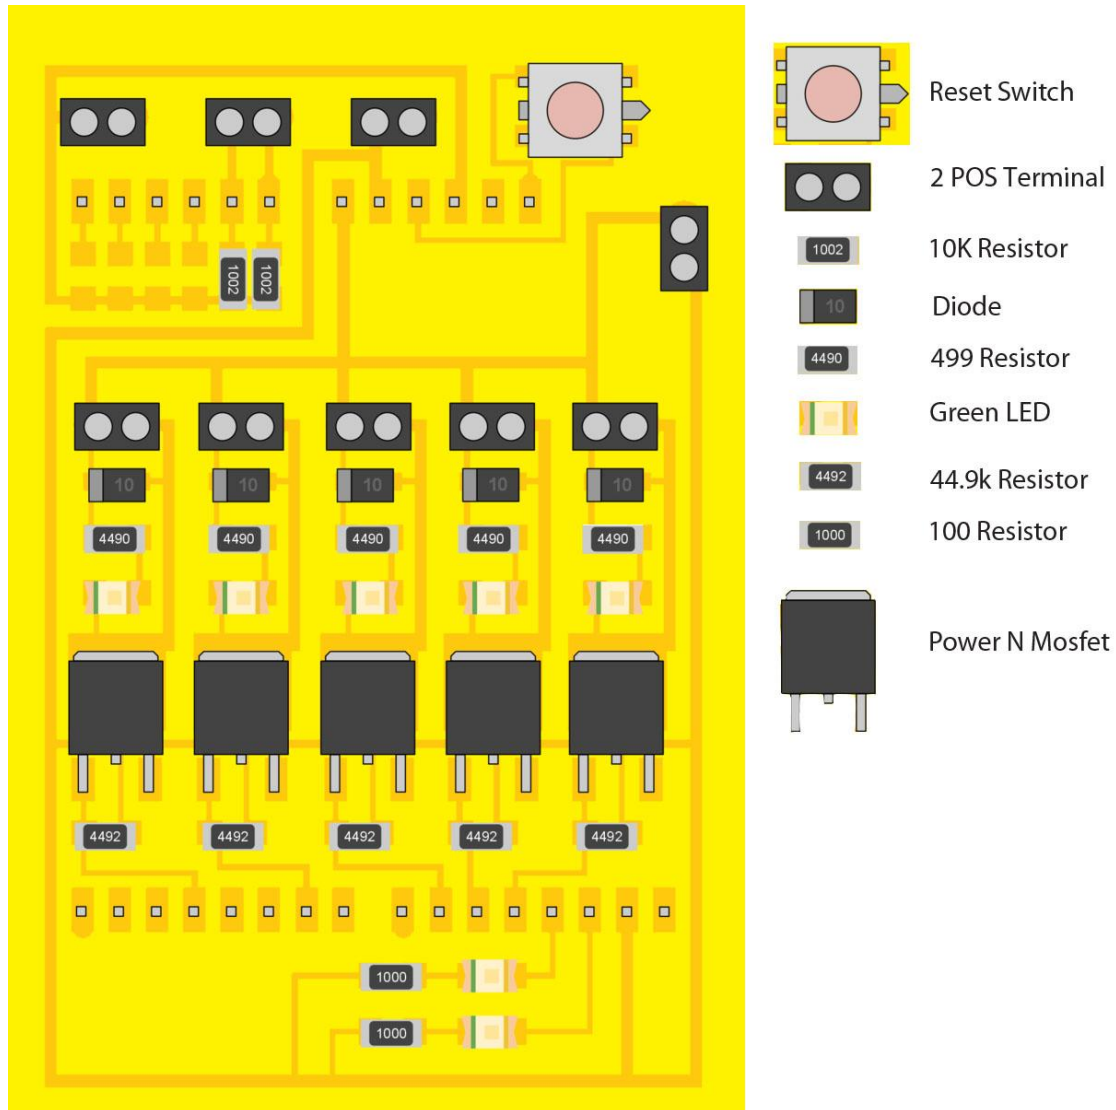 Reset Switch
2 POS Terminal
1002
10K Resistor
1002 1002
10
Diode
4490
499 Resistor
Green LED
4492
44.9k Resistor
1000
100 Resistor
10 10 10 10 10
4490 4490 4490 4490 4490
Power N Mosfet
4492 4492 4492 4492 4492
1000
1000